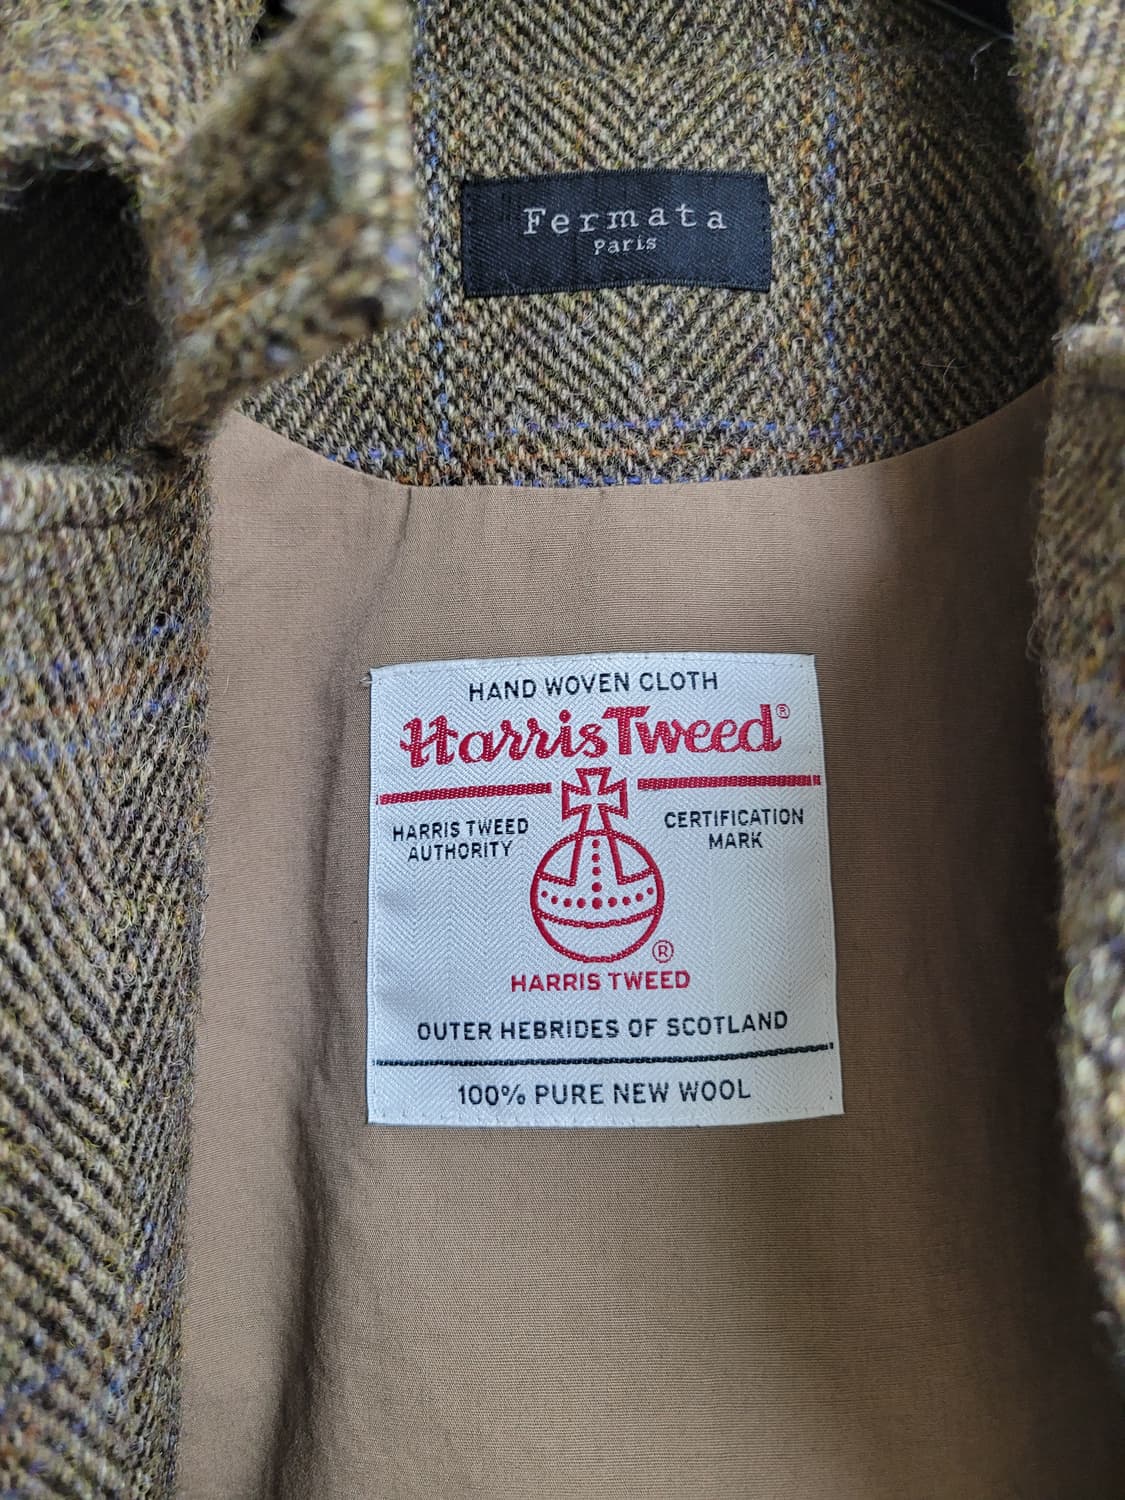 Fermata
Paris
HAND WOVEN CLOTH
Harris Tweed®
HARRIS TWEED
AUTHORITY
CERTIFICATION
MARK
®
HARRIS TWEED
OUTER HEBRIDES OF SCOTLAND
100% PURE NEW WOOL